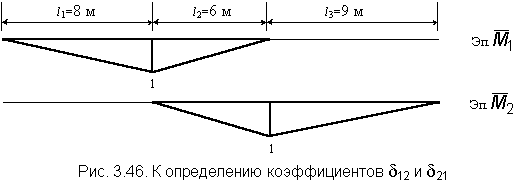 l₁=8 м l₂=6 м l₃=9 м
Эп. M̅₁
1
Эп. M̅₂
1
Рис. 3.46. К определению коэффициентов δ₁₂ и δ₂₁